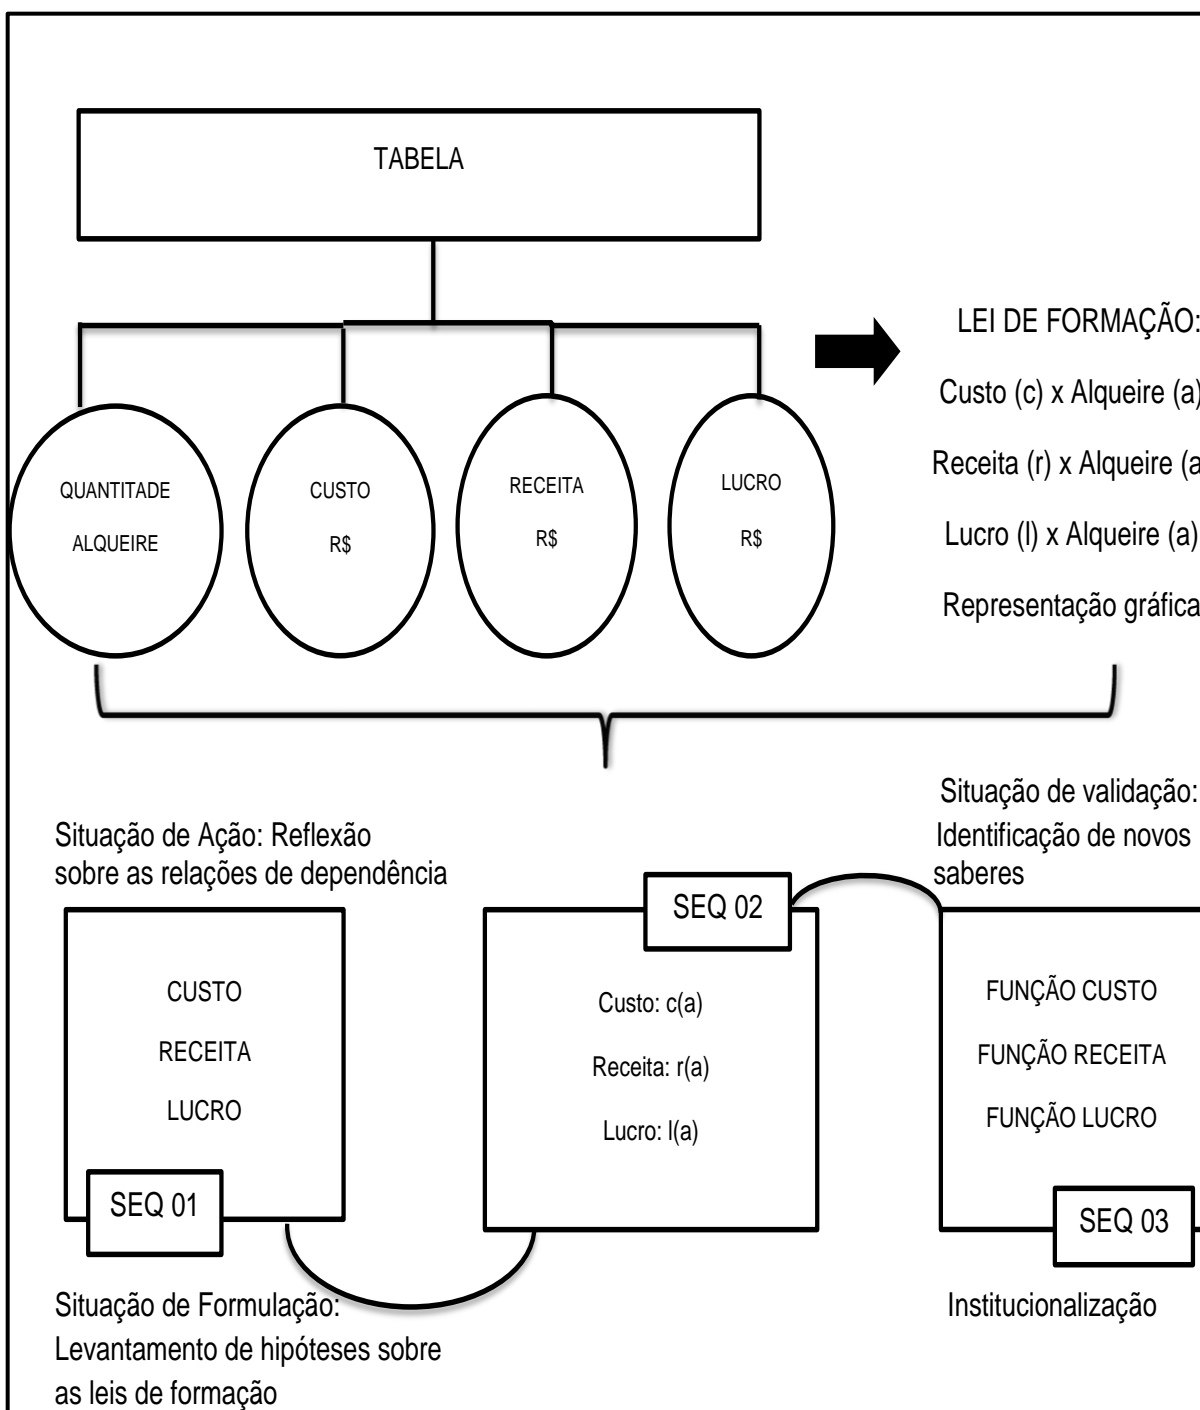 TABELA
LEI DE FORMAÇÃO:
Custo (c) x Alqueire (a)
Receita (r) x Alqueire (a
Lucro (l) x Alqueire (a)
Representação gráfica
QUANTITADE
ALQUEIRE
CUSTO
R$
RECEITA
R$
LUCRO
R$
Situação de Ação: Reflexão
sobre as relações de dependência
Situação de validação:
Identificação de novos
saberes
CUSTO
RECEITA
LUCRO
SEQ 01
SEQ 02
Custo: c(a)
Receita: r(a)
Lucro: l(a)
FUNÇÃO CUSTO
FUNÇÃO RECEITA
FUNÇÃO LUCRO
SEQ 03
Situação de Formulação:
Levantamento de hipóteses sobre
as leis de formação
Institucionalização